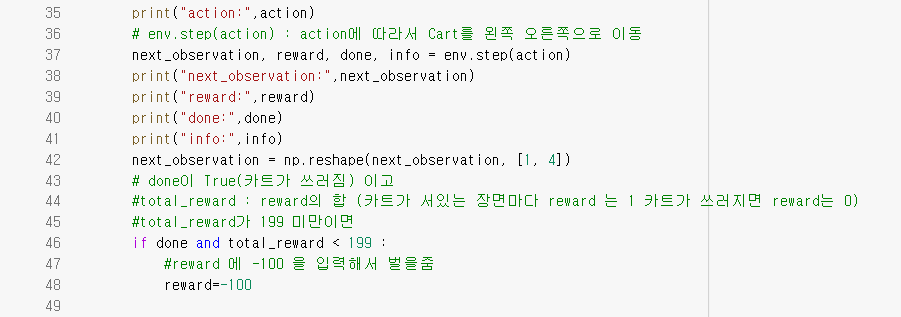 35 print("action:",action)
36 # env.step(action) : action에 따라서 Cart를 왼쪽 오른쪽으로 이동
37 next_observation, reward, done, info = env.step(action)
38 print("next_observation:",next_observation)
39 print("reward:",reward)
40 print("done:",done)
41 print("info:",info)
42 next_observation = np.reshape(next_observation, [1, 4])
43 # done이 True(카트가 쓰러짐) 이고
44 #total_reward : reward의 합 (카트가 서있는 장면마다 reward 는 1 카트가 쓰러지면 reward는 0)
45 #total_reward가 199 미만이면
46 if done and total_reward < 199 :
47 #reward 에 -100 을 입력해서 벌을줌
48 reward=-100
49